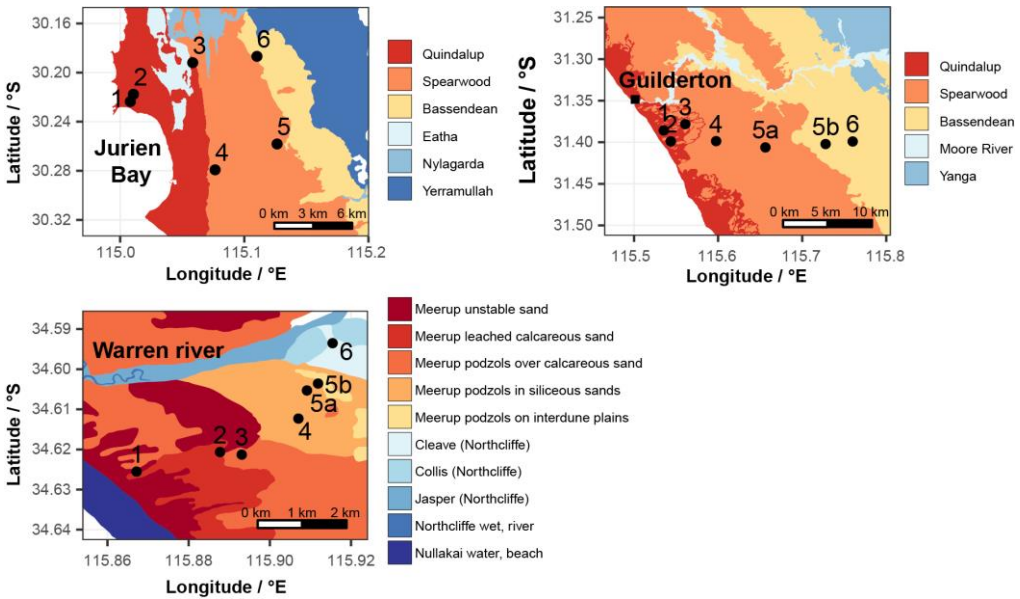 30.16
30.20
30.24
30.28
30.32
Latitude / °S
1
2
3
4
5
6
Jurien
Bay
0 km 3 km 6 km
115.0 115.1 115.2
Longitude / °E
Quindalup
Spearwood
Bassendean
Eatha
Nylagarda
Yerramullah
31.25
31.30
31.35
31.40
31.45
31.50
Latitude / °S
Guilderton
1
2
3
4
5a
5b
6
0 km 5 km 10 km
115.5 115.6 115.7 115.8
Longitude / °E
Quindalup
Spearwood
Bassendean
Moore River
Yanga
34.59
34.60
34.61
34.62
34.63
34.64
Latitude / °S
Warren river
1
2
3
4
5a
5b
6
0 km 1 km 2 km
115.86 115.88 115.90 115.92
Longitude / °E
Meerup unstable sand
Meerup leached calcareous sand
Meerup podzols over calcareous sand
Meerup podzols in siliceous sands
Meerup podzols on interdune plains
Cleave (Northcliffe)
Collis (Northcliffe)
Jasper (Northcliffe)
Northcliffe wet, river
Nullakai water, beach